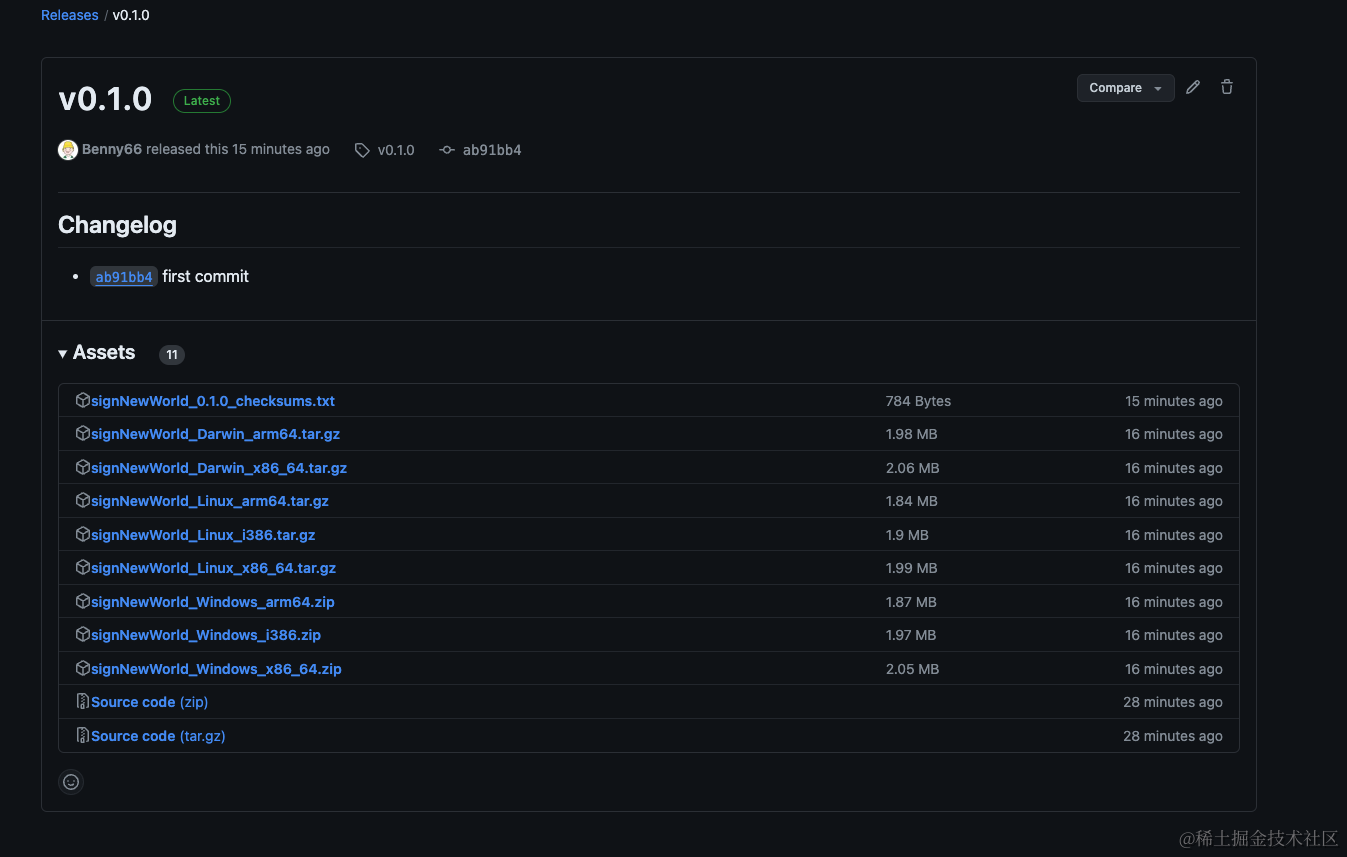 Releases / v0.1.0
v0.1.0 Latest Compare
Benny66 released this 15 minutes ago v0.1.0 ab91bb4
Changelog
ab91bb4 first commit
Assets 11
signNewWorld_0.1.0_checksums.txt 784 Bytes 15 minutes ago
signNewWorld_Darwin_arm64.tar.gz 1.98 MB 16 minutes ago
signNewWorld_Darwin_x86_64.tar.gz 2.06 MB 16 minutes ago
signNewWorld_Linux_arm64.tar.gz 1.84 MB 16 minutes ago
signNewWorld_Linux_i386.tar.gz 1.9 MB 16 minutes ago
signNewWorld_Linux_x86_64.tar.gz 1.99 MB 16 minutes ago
signNewWorld_Windows_arm64.zip 1.87 MB 16 minutes ago
signNewWorld_Windows_i386.zip 1.97 MB 16 minutes ago
signNewWorld_Windows_x86_64.zip 2.05 MB 16 minutes ago
Source code (zip) 28 minutes ago
Source code (tar.gz) 28 minutes ago
@稀土掘金技术社区